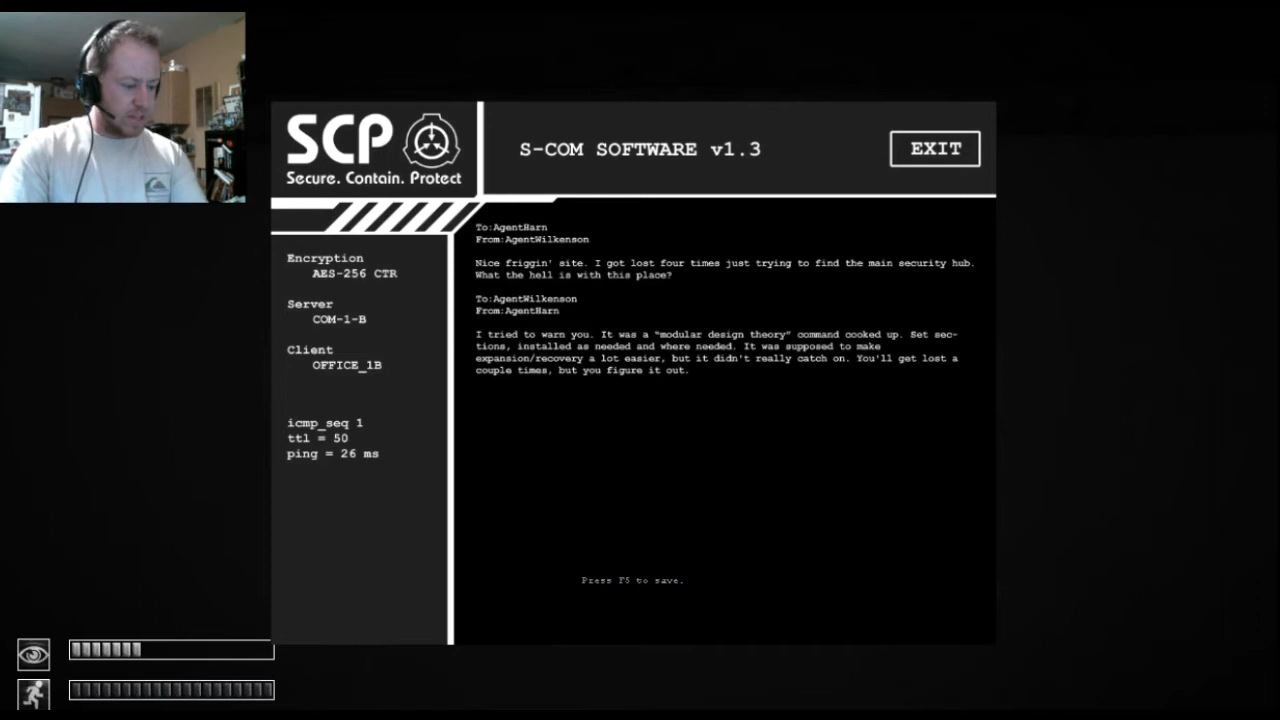 SCP
Secure. Contain. Protect
S-COM SOFTWARE v1.3
EXIT
Encryption
AES-256 CTR
Server
COM-1-B
Client
OFFICE_1B
icmp_seq 1
ttl = 50
ping = 26 ms
To:AgentHarn
From:AgentWilkenson
Nice friggin' site. I got lost four times just trying to find the main security hub.
What the hell is with this place?
To:AgentWilkenson
From:AgentHarn
I tried to warn you. It was a "modular design theory" command cooked up. Set sec-
tions, installed as needed and where needed. It was supposed to make
expansion/recovery a lot easier, but it didn't really catch on. You'll get lost a
couple times, but you figure it out.
Press F5 to save.